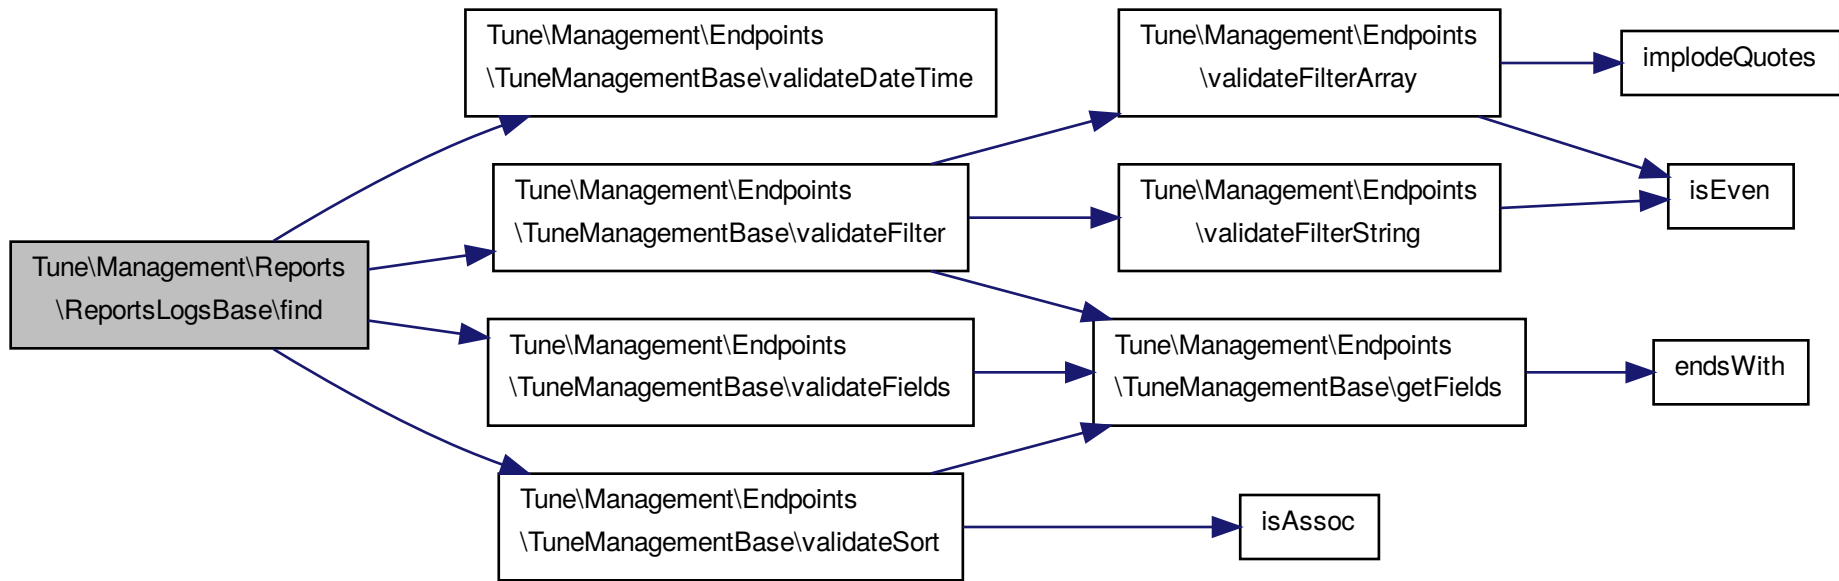 Tune\Management\Reports
\ReportsLogsBase\find
Tune\Management\Endpoints
\TuneManagementBase\validateDateTime
Tune\Management\Endpoints
\TuneManagementBase\validateFilter
Tune\Management\Endpoints
\TuneManagementBase\validateFields
Tune\Management\Endpoints
\TuneManagementBase\validateSort
Tune\Management\Endpoints
\validateFilterArray
Tune\Management\Endpoints
\validateFilterString
Tune\Management\Endpoints
\TuneManagementBase\getFields
isAssoc
implodeQuotes
isEven
endsWith